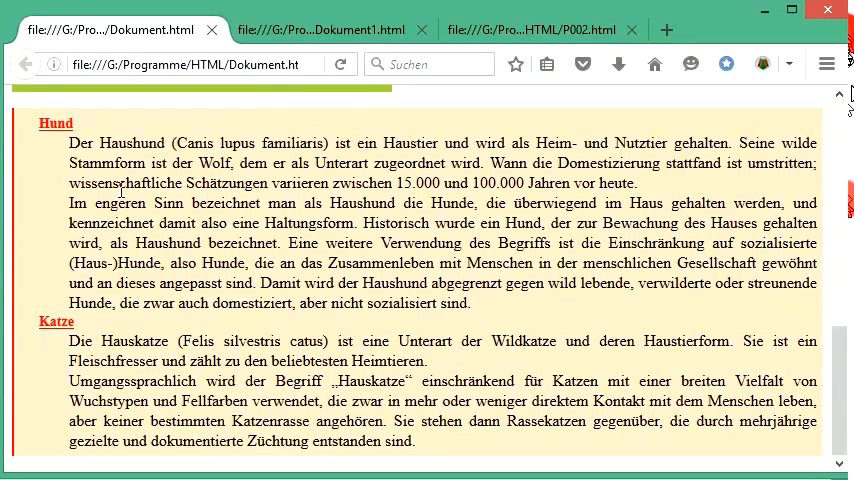 file:///G:/Pro.../Dokument.html
file:///G:/Pro...Dokument1.html
file:///G:/Pro...HTML/P002.html
file:///G:/Programme/HTML/Dokument.ht
Suchen
Hund
Der Haushund (Canis lupus familiaris) ist ein Haustier und wird als Heim- und Nutztier gehalten. Seine wilde
Stammform ist der Wolf, dem er als Unterart zugeordnet wird. Wann die Domestizierung stattfand ist umstritten;
wissenschaftliche Schätzungen variieren zwischen 15.000 und 100.000 Jahren vor heute.
Im engeren Sinn bezeichnet man als Haushund die Hunde, die überwiegend im Haus gehalten werden, und
kennzeichnet damit also eine Haltungsform. Historisch wurde ein Hund, der zur Bewachung des Hauses gehalten
wird, als Haushund bezeichnet. Eine weitere Verwendung des Begriffs ist die Einschränkung auf sozialisierte
(Haus-)Hunde, also Hunde, die an das Zusammenleben mit Menschen in der menschlichen Gesellschaft gewöhnt
und an dieses angepasst sind. Damit wird der Haushund abgegrenzt gegen wild lebende, verwilderte oder streunende
Hunde, die zwar auch domestiziert, aber nicht sozialisiert sind.
Katze
Die Hauskatze (Felis silvestris catus) ist eine Unterart der Wildkatze und deren Haustierform. Sie ist ein
Fleischfresser und zählt zu den beliebtesten Heimtieren.
Umgangssprachlich wird der Begriff „Hauskatze“ einschränkend für Katzen mit einer breiten Vielfalt von
Wuchstypen und Fellfarben verwendet, die zwar in mehr oder weniger direktem Kontakt mit dem Menschen leben,
aber keiner bestimmten Katzenrasse angehören. Sie stehen dann Rassekatzen gegenüber, die durch mehrjährige
gezielte und dokumentierte Züchtung entstanden sind.